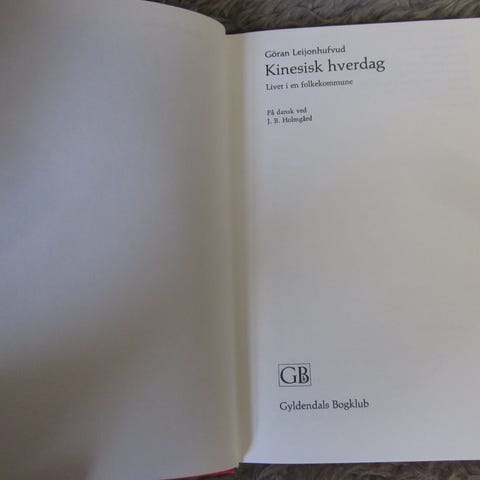 Göran Leijonhufvud
Kinesisk hverdag
Livet i en folkekommune
På dansk ved
J. B. Holmgård
GB
Gyldendals Bogklub